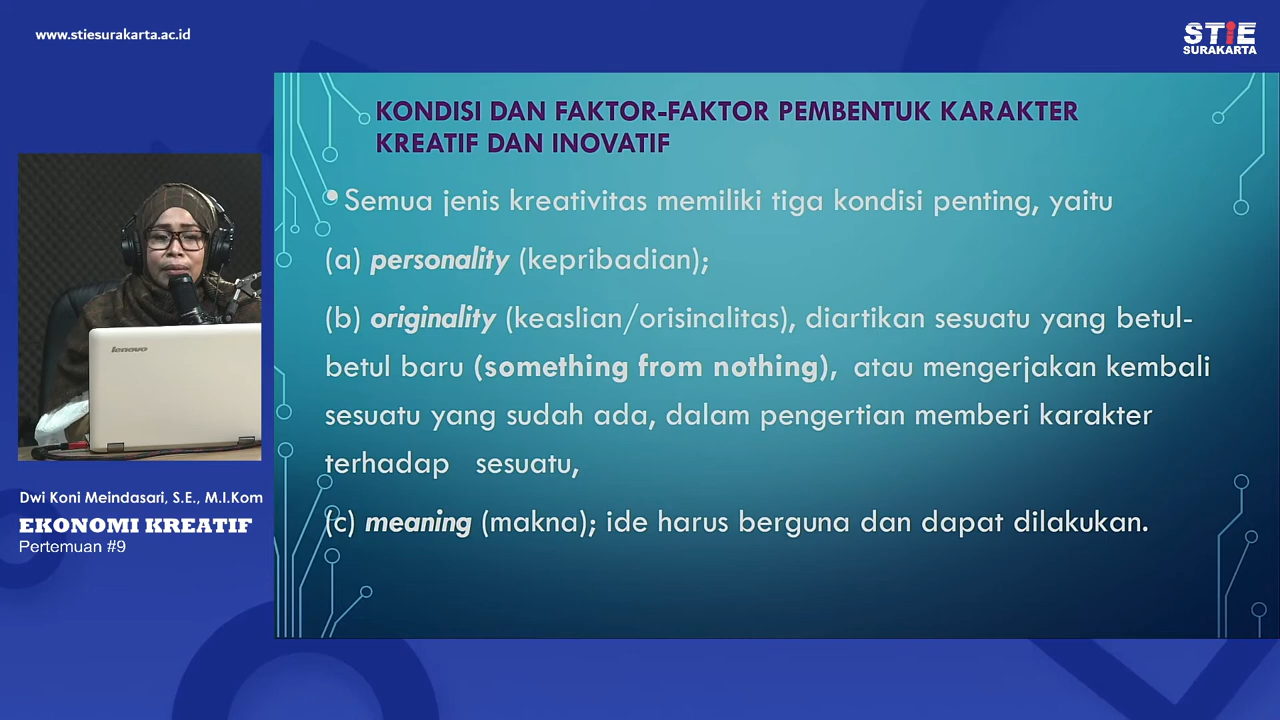 www.stiesurakarta.ac.id
STIE
SURAKARTA
KONDISI DAN FAKTOR-FAKTOR PEMBENTUK KARAKTER
KREATIF DAN INOVATIF
• Semua jenis kreativitas memiliki tiga kondisi penting, yaitu
(a) personality (kepribadian);
(b) originality (keaslian/orisinalitas), diartikan sesuatu yang betul-
betul baru (something from nothing), atau mengerjakan kembali
sesuatu yang sudah ada, dalam pengertian memberi karakter
terhadap sesuatu,
(c) meaning (makna); ide harus berguna dan dapat dilakukan.
lenovo
Dwi Koni Meindasari, S.E., M.I.Kom
EKONOMI KREATIF
Pertemuan #9